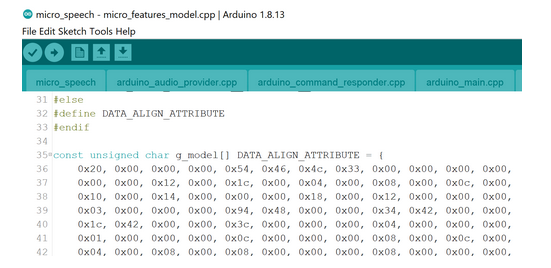 micro_speech - micro_features_model.cpp | Arduino 1.8.13
File Edit Sketch Tools Help
micro_speech arduino_audio_provider.cpp arduino_command_responder.cpp arduino_main.cpp
31 #else
32 #define DATA_ALIGN_ATTRIBUTE
33 #endif
34
35 const unsigned char g_model[] DATA_ALIGN_ATTRIBUTE = {
36 0x20, 0x00, 0x00, 0x00, 0x54, 0x46, 0x4c, 0x33, 0x00, 0x00, 0x00, 0x00,
37 0x00, 0x00, 0x12, 0x00, 0x1c, 0x00, 0x04, 0x00, 0x08, 0x00, 0x0c, 0x00,
38 0x10, 0x00, 0x14, 0x00, 0x00, 0x00, 0x18, 0x00, 0x12, 0x00, 0x00, 0x00,
39 0x03, 0x00, 0x00, 0x00, 0x94, 0x48, 0x00, 0x00, 0x34, 0x42, 0x00, 0x00,
40 0x1c, 0x42, 0x00, 0x00, 0x3c, 0x00, 0x00, 0x00, 0x04, 0x00, 0x00, 0x00,
41 0x01, 0x00, 0x00, 0x00, 0x0c, 0x00, 0x00, 0x00, 0x08, 0x00, 0x0c, 0x00,
42 0x04, 0x00, 0x08, 0x00, 0x08, 0x00, 0x00, 0x00, 0x08, 0x00, 0x00, 0x00,